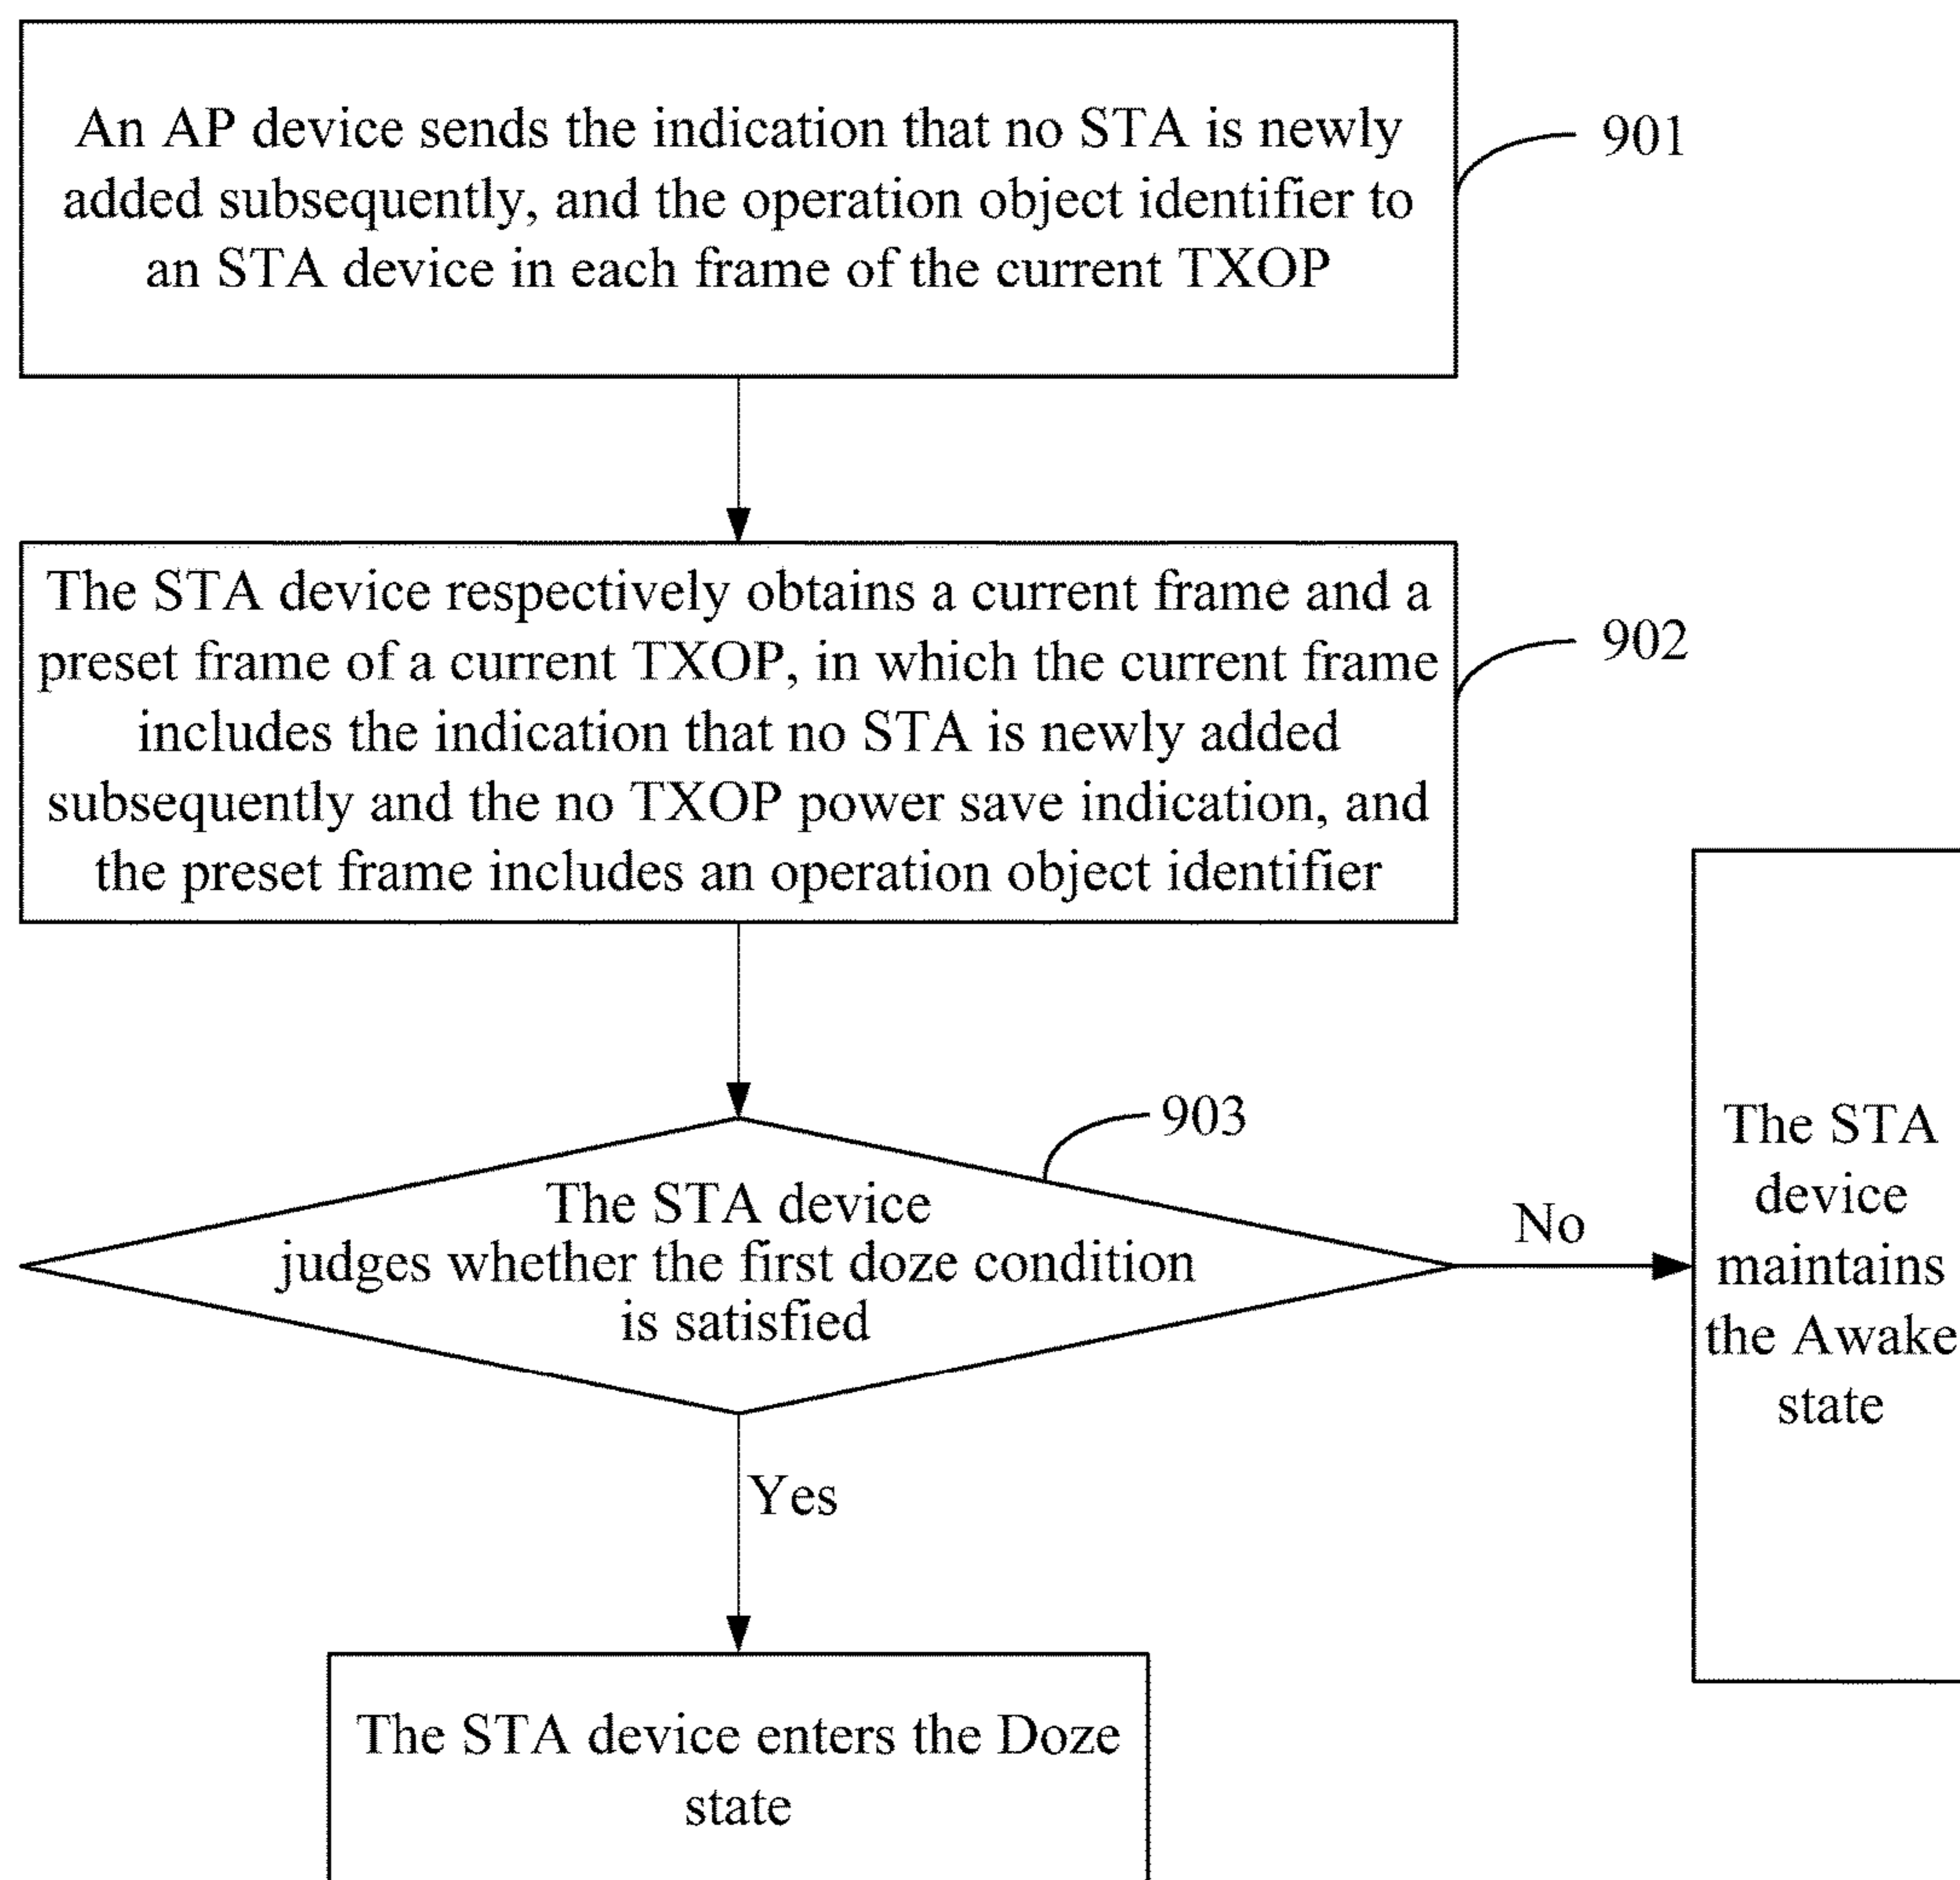 An AP device sends the indication that no STA is newly
added subsequently, and the operation object identifier to
an STA device in each frame of the current TXOP
901
The STA device respectively obtains a current frame and a
preset frame of a current TXOP, in which the current frame
includes the indication that no STA is newly added
subsequently and the no TXOP power save indication, and
the preset frame includes an operation object identifier
902
903
The STA device
judges whether the first doze condition
is satisfied
No
The STA
device
maintains
the Awake
state
Yes
The STA device enters the Doze
state